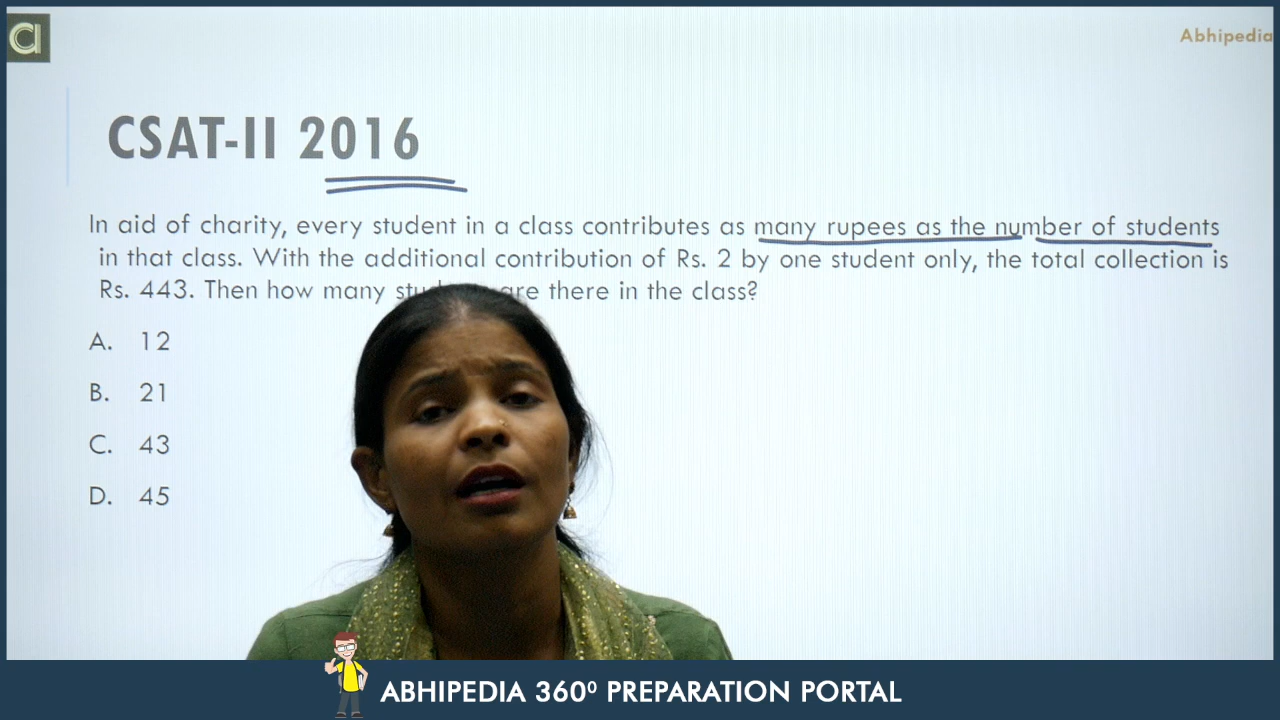 Abhipedia
CSAT-II 2016
In aid of charity, every student in a class contributes as many rupees as the number of students
in that class. With the additional contribution of Rs. 2 by one student only, the total collection is
Rs. 443. Then how many are there in the class?
A. 12
B. 21
C. 43
D. 45
ABHIPEDIA 360⁰ PREPARATION PORTAL